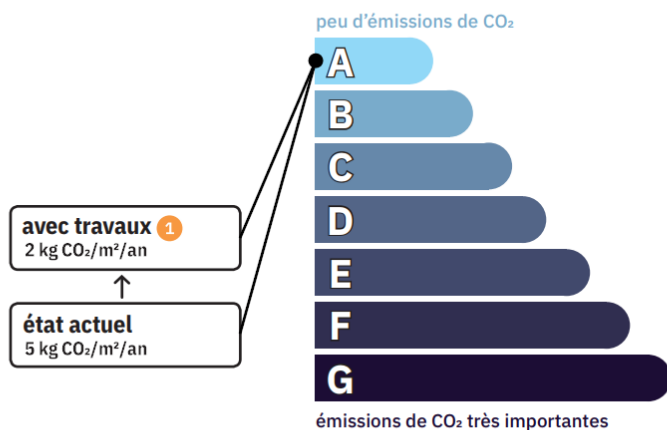 peu d'émissions de CO₂
A
B
C
D
E
F
G
émissions de CO₂ très importantes
avec travaux 1
2 kg CO₂/m²/an
état actuel
5 kg CO₂/m²/an